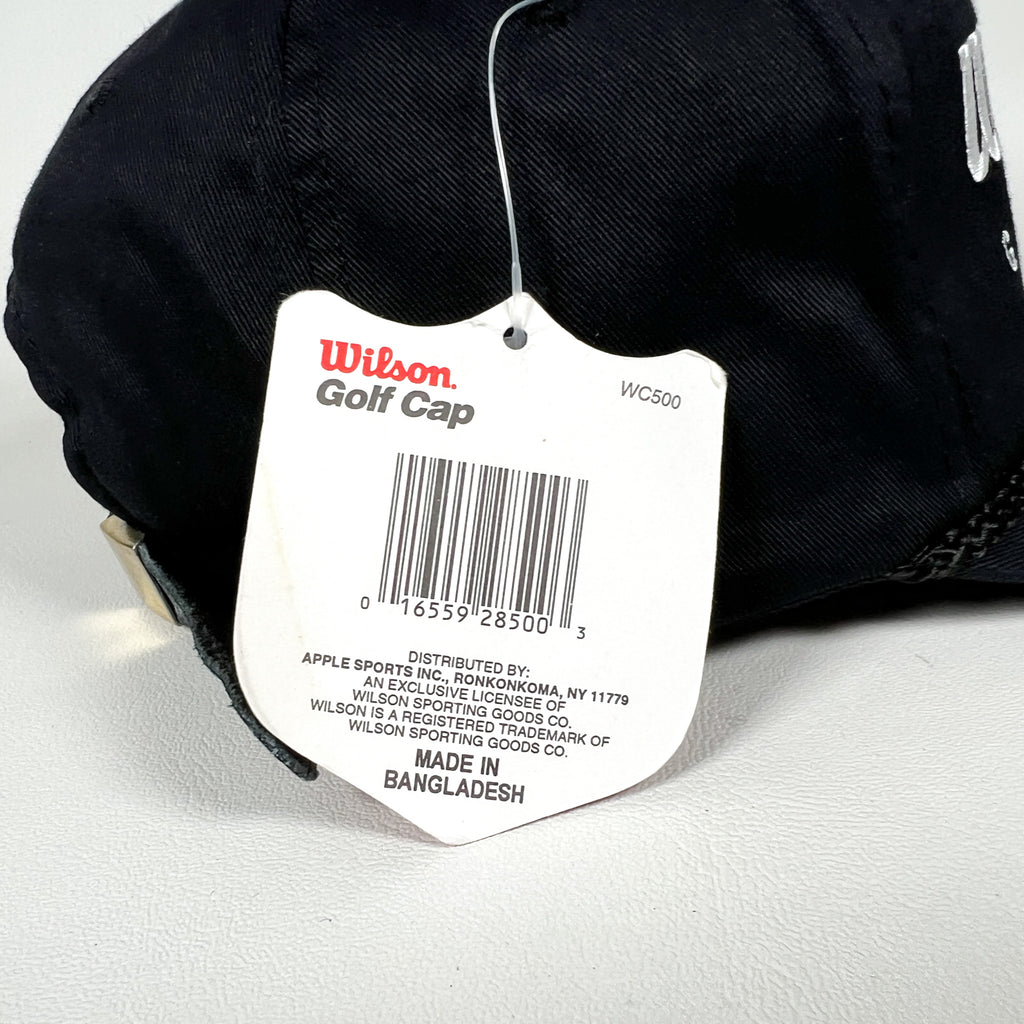 Wilson.
Golf Cap
WC500
0 16559 28500 3
DISTRIBUTED BY:
APPLE SPORTS INC., RONKONKOMA, NY 11779
AN EXCLUSIVE LICENSEE OF
WILSON SPORTING GOODS CO.
WILSON IS A REGISTERED TRADEMARK OF
WILSON SPORTING GOODS CO.
MADE IN
BANGLADESH